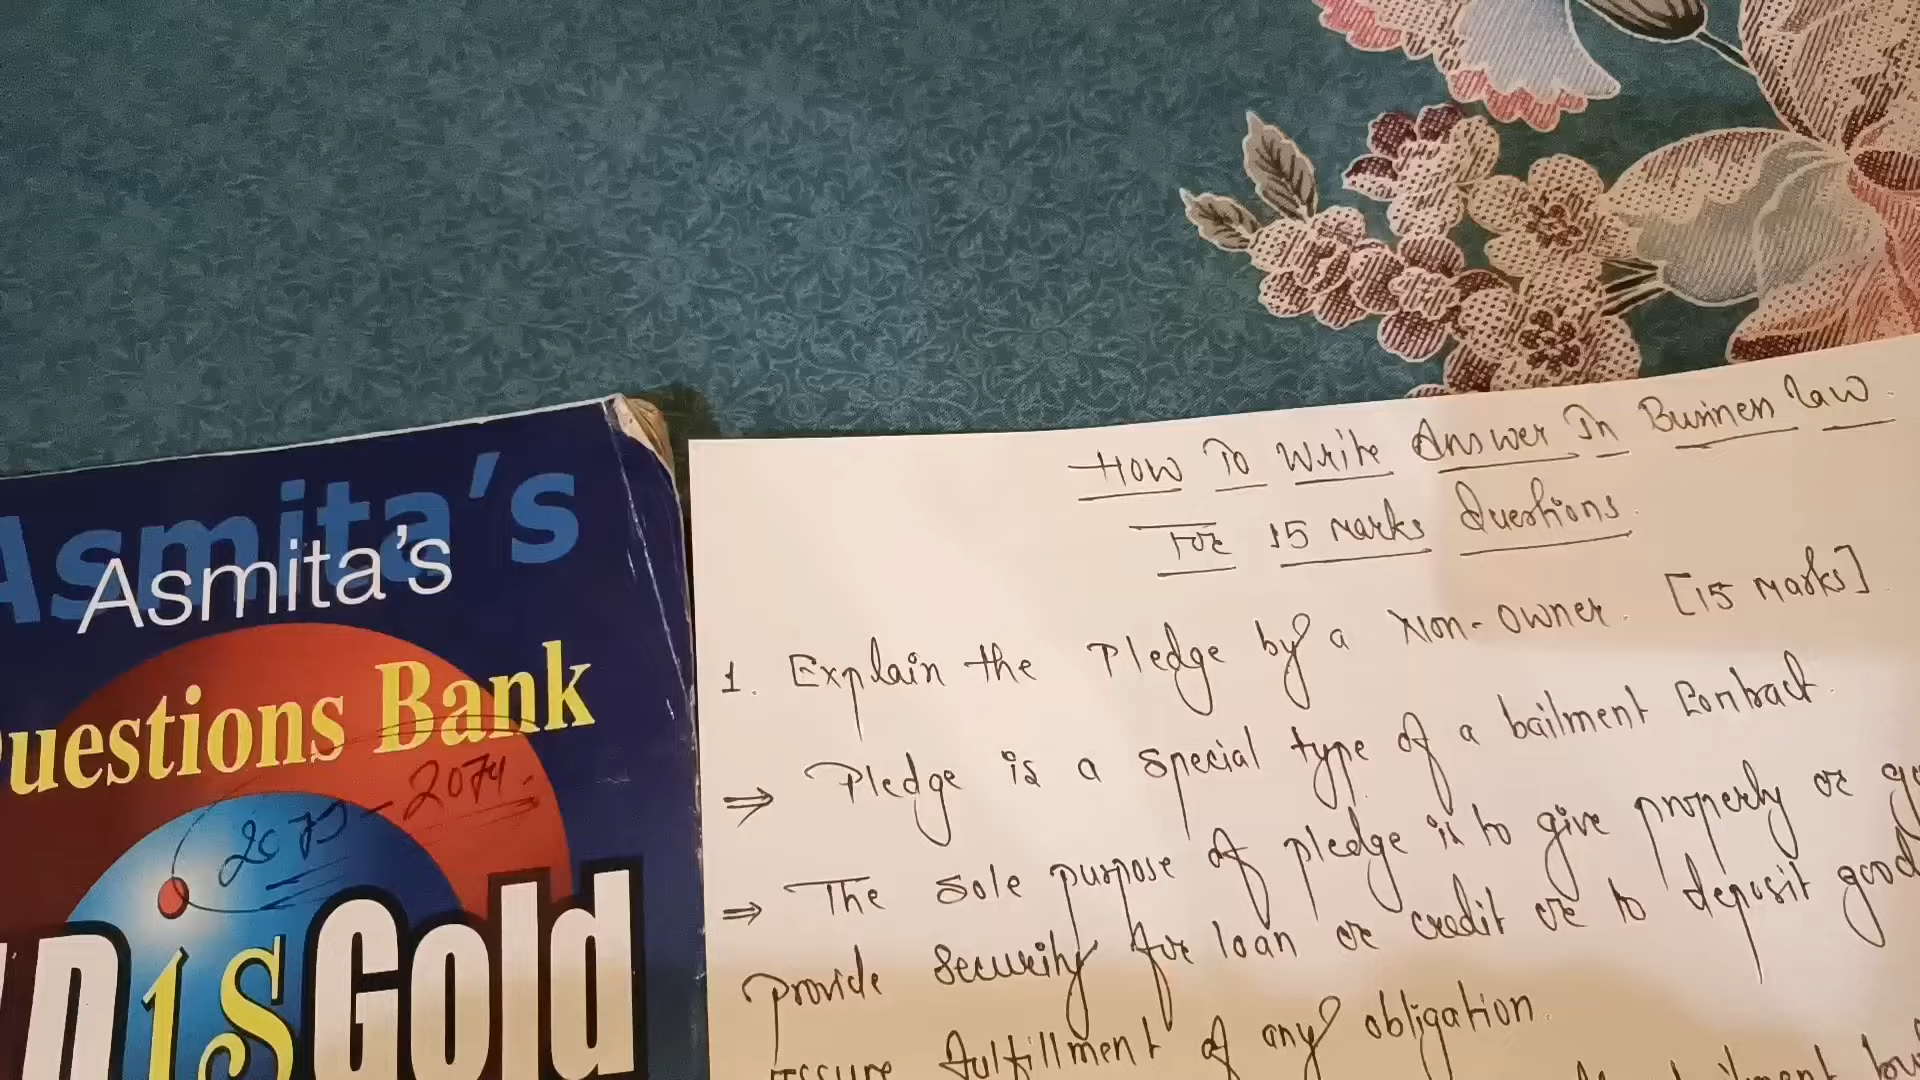 Asmita's
Asmita's
Questions Bank
2079-2074.
is Gold
How To Write Answer In Business Law.
For 15 Marks Questions.
1. Explain the Pledge by a Non-Owner. [15 Marks]
⇒ Pledge is a special type of a bailment Contract.
⇒ The sole purpose of pledge is to give property or
provide security for loan or credit or to deposit good
assure fulfillment of any obligation.